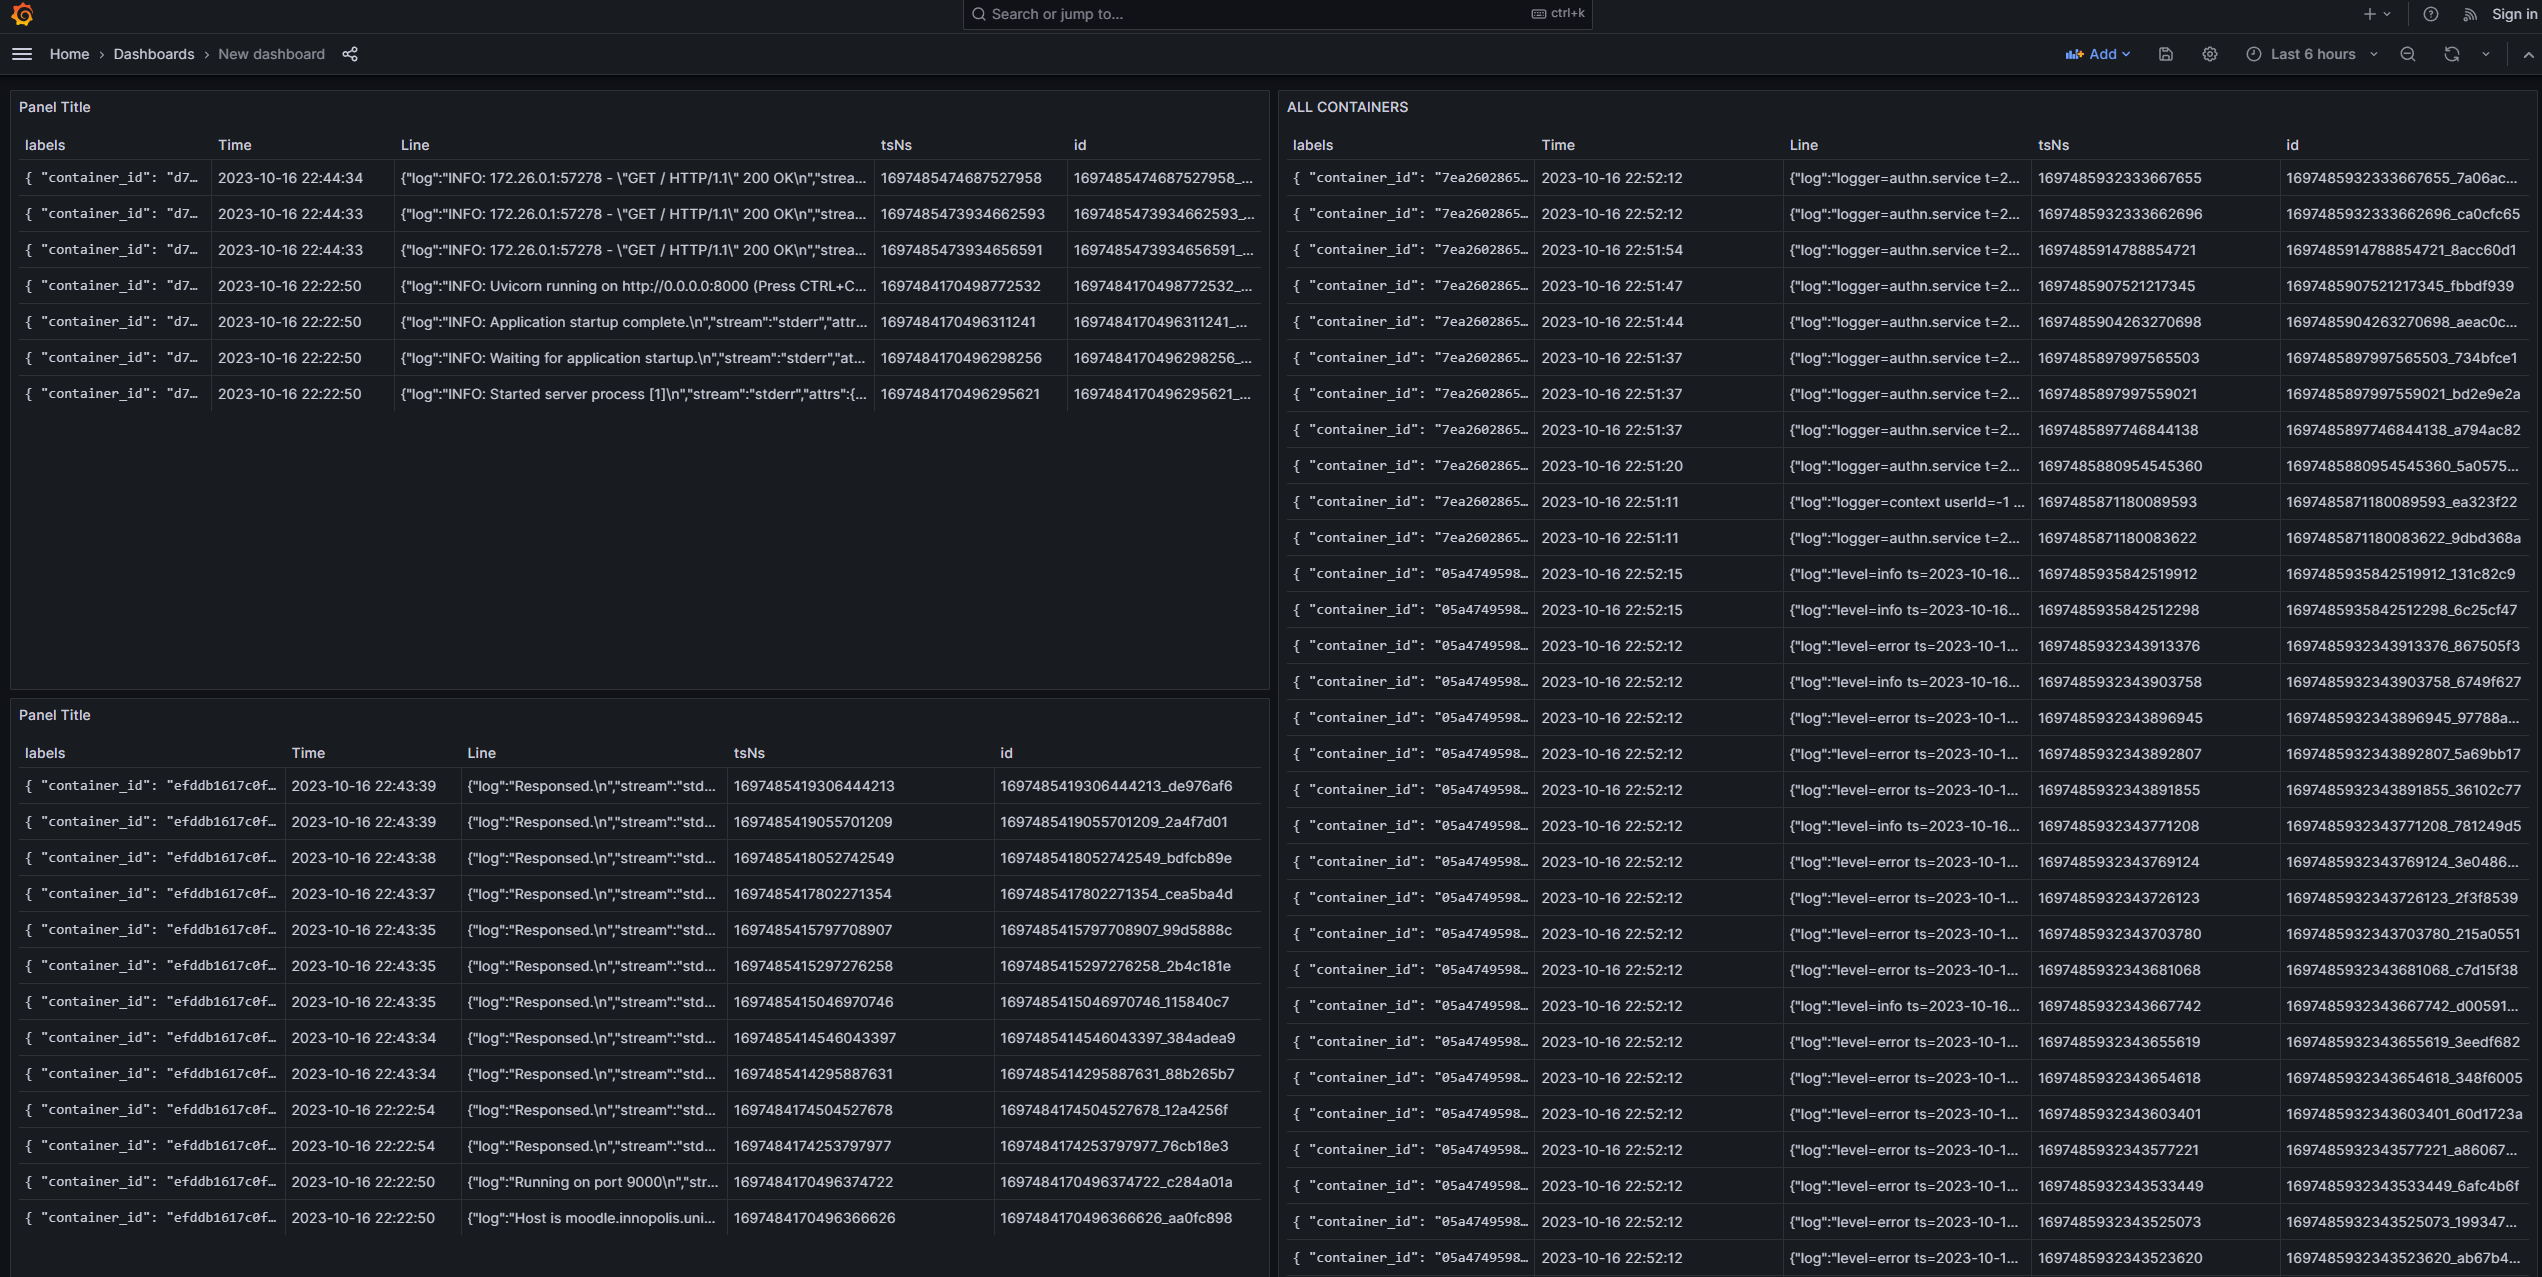 Search or jump to... ctrl+k Sign in
Home › Dashboards › New dashboard Add Last 6 hours
Panel Title
labels Time Line tsNs id
{ "container_id": "d7… 2023-10-16 22:44:34 {"log":"INFO: 172.26.0.1:57278 - \"GET / HTTP/1.1\" 200 OK\n","strea… 1697485474687527958 1697485474687527958_…
{ "container_id": "d7… 2023-10-16 22:44:33 {"log":"INFO: 172.26.0.1:57278 - \"GET / HTTP/1.1\" 200 OK\n","strea… 1697485473934662593 1697485473934662593_…
{ "container_id": "d7… 2023-10-16 22:44:33 {"log":"INFO: 172.26.0.1:57278 - \"GET / HTTP/1.1\" 200 OK\n","strea… 1697485473934656591 1697485473934656591_…
{ "container_id": "d7… 2023-10-16 22:22:50 {"log":"INFO: Uvicorn running on http://0.0.0.0:8000 (Press CTRL+C… 1697484170498772532 1697484170498772532_…
{ "container_id": "d7… 2023-10-16 22:22:50 {"log":"INFO: Application startup complete.\n","stream":"stderr","attr… 1697484170496311241 1697484170496311241_…
{ "container_id": "d7… 2023-10-16 22:22:50 {"log":"INFO: Waiting for application startup.\n","stream":"stderr","at… 1697484170496298256 1697484170496298256_…
{ "container_id": "d7… 2023-10-16 22:22:50 {"log":"INFO: Started server process [1]\n","stream":"stderr","attrs":{… 1697484170496295621 1697484170496295621_…
Panel Title
labels Time Line tsNs id
{ "container_id": "efddb1617c0f… 2023-10-16 22:43:39 {"log":"Responsed.\n","stream":"std… 1697485419306444213 1697485419306444213_de976af6
{ "container_id": "efddb1617c0f… 2023-10-16 22:43:39 {"log":"Responsed.\n","stream":"std… 1697485419055701209 1697485419055701209_2a4f7d01
{ "container_id": "efddb1617c0f… 2023-10-16 22:43:38 {"log":"Responsed.\n","stream":"std… 1697485418052742549 1697485418052742549_bdfcb89e
{ "container_id": "efddb1617c0f… 2023-10-16 22:43:37 {"log":"Responsed.\n","stream":"std… 1697485417802271354 1697485417802271354_cea5ba4d
{ "container_id": "efddb1617c0f… 2023-10-16 22:43:35 {"log":"Responsed.\n","stream":"std… 1697485415797708907 1697485415797708907_99d5888c
{ "container_id": "efddb1617c0f… 2023-10-16 22:43:35 {"log":"Responsed.\n","stream":"std… 1697485415297276258 1697485415297276258_2b4c181e
{ "container_id": "efddb1617c0f… 2023-10-16 22:43:35 {"log":"Responsed.\n","stream":"std… 1697485415046970746 1697485415046970746_115840c7
{ "container_id": "efddb1617c0f… 2023-10-16 22:43:34 {"log":"Responsed.\n","stream":"std… 1697485414546043397 1697485414546043397_384adea9
{ "container_id": "efddb1617c0f… 2023-10-16 22:43:34 {"log":"Responsed.\n","stream":"std… 1697485414295887631 1697485414295887631_88b265b7
{ "container_id": "efddb1617c0f… 2023-10-16 22:22:54 {"log":"Responsed.\n","stream":"std… 1697484174504527678 1697484174504527678_12a4256f
{ "container_id": "efddb1617c0f… 2023-10-16 22:22:54 {"log":"Responsed.\n","stream":"std… 1697484174253797977 1697484174253797977_76cb18e3
{ "container_id": "efddb1617c0f… 2023-10-16 22:22:50 {"log":"Running on port 9000\n","str… 1697484170496374722 1697484170496374722_c284a01a
{ "container_id": "efddb1617c0f… 2023-10-16 22:22:50 {"log":"Host is moodle.innopolis.uni… 1697484170496366626 1697484170496366626_aa0fc898
ALL CONTAINERS
labels Time Line tsNs id
{ "container_id": "7ea2602865… 2023-10-16 22:52:12 {"log":"logger=authn.service t=2… 1697485932333667655 1697485932333667655_7a06ac…
{ "container_id": "7ea2602865… 2023-10-16 22:52:12 {"log":"logger=authn.service t=2… 1697485932333662696 1697485932333662696_ca0cfc65
{ "container_id": "7ea2602865… 2023-10-16 22:51:54 {"log":"logger=authn.service t=2… 1697485914788854721 1697485914788854721_8acc60d1
{ "container_id": "7ea2602865… 2023-10-16 22:51:47 {"log":"logger=authn.service t=2… 1697485907521217345 1697485907521217345_fbbdf939
{ "container_id": "7ea2602865… 2023-10-16 22:51:44 {"log":"logger=authn.service t=2… 1697485904263270698 1697485904263270698_aeac0c…
{ "container_id": "7ea2602865… 2023-10-16 22:51:37 {"log":"logger=authn.service t=2… 1697485897997565503 1697485897997565503_734bfce1
{ "container_id": "7ea2602865… 2023-10-16 22:51:37 {"log":"logger=authn.service t=2… 1697485897997559021 1697485897997559021_bd2e9e2a
{ "container_id": "7ea2602865… 2023-10-16 22:51:37 {"log":"logger=authn.service t=2… 1697485897746844138 1697485897746844138_a794ac82
{ "container_id": "7ea2602865… 2023-10-16 22:51:20 {"log":"logger=authn.service t=2… 1697485880954545360 1697485880954545360_5a0575…
{ "container_id": "7ea2602865… 2023-10-16 22:51:11 {"log":"logger=context userId=-1 … 1697485871180089593 1697485871180089593_ea323f22
{ "container_id": "7ea2602865… 2023-10-16 22:51:11 {"log":"logger=authn.service t=2… 1697485871180083622 1697485871180083622_9dbd368a
{ "container_id": "05a4749598… 2023-10-16 22:52:15 {"log":"level=info ts=2023-10-16… 1697485935842519912 1697485935842519912_131c82c9
{ "container_id": "05a4749598… 2023-10-16 22:52:15 {"log":"level=info ts=2023-10-16… 1697485935842512298 1697485935842512298_6c25cf47
{ "container_id": "05a4749598… 2023-10-16 22:52:12 {"log":"level=error ts=2023-10-1… 1697485932343913376 1697485932343913376_867505f3
{ "container_id": "05a4749598… 2023-10-16 22:52:12 {"log":"level=info ts=2023-10-16… 1697485932343903758 1697485932343903758_6749f627
{ "container_id": "05a4749598… 2023-10-16 22:52:12 {"log":"level=error ts=2023-10-1… 1697485932343896945 1697485932343896945_97788a…
{ "container_id": "05a4749598… 2023-10-16 22:52:12 {"log":"level=error ts=2023-10-1… 1697485932343892807 1697485932343892807_5a69bb17
{ "container_id": "05a4749598… 2023-10-16 22:52:12 {"log":"level=error ts=2023-10-1… 1697485932343891855 1697485932343891855_36102c77
{ "container_id": "05a4749598… 2023-10-16 22:52:12 {"log":"level=info ts=2023-10-16… 1697485932343771208 1697485932343771208_781249d5
{ "container_id": "05a4749598… 2023-10-16 22:52:12 {"log":"level=error ts=2023-10-1… 1697485932343769124 1697485932343769124_3e0486…
{ "container_id": "05a4749598… 2023-10-16 22:52:12 {"log":"level=error ts=2023-10-1… 1697485932343726123 1697485932343726123_2f3f8539
{ "container_id": "05a4749598… 2023-10-16 22:52:12 {"log":"level=error ts=2023-10-1… 1697485932343703780 1697485932343703780_215a0551
{ "container_id": "05a4749598… 2023-10-16 22:52:12 {"log":"level=error ts=2023-10-1… 1697485932343681068 1697485932343681068_c7d15f38
{ "container_id": "05a4749598… 2023-10-16 22:52:12 {"log":"level=info ts=2023-10-16… 1697485932343667742 1697485932343667742_d00591…
{ "container_id": "05a4749598… 2023-10-16 22:52:12 {"log":"level=error ts=2023-10-1… 1697485932343655619 1697485932343655619_3eedf682
{ "container_id": "05a4749598… 2023-10-16 22:52:12 {"log":"level=error ts=2023-10-1… 1697485932343654618 1697485932343654618_348f6005
{ "container_id": "05a4749598… 2023-10-16 22:52:12 {"log":"level=error ts=2023-10-1… 1697485932343603401 1697485932343603401_60d1723a
{ "container_id": "05a4749598… 2023-10-16 22:52:12 {"log":"level=error ts=2023-10-1… 1697485932343577221 1697485932343577221_a86067…
{ "container_id": "05a4749598… 2023-10-16 22:52:12 {"log":"level=error ts=2023-10-1… 1697485932343533449 1697485932343533449_6afc4b6f
{ "container_id": "05a4749598… 2023-10-16 22:52:12 {"log":"level=error ts=2023-10-1… 1697485932343525073 1697485932343525073_199347…
{ "container_id": "05a4749598… 2023-10-16 22:52:12 {"log":"level=error ts=2023-10-1… 1697485932343523620 1697485932343523620_ab67b4…